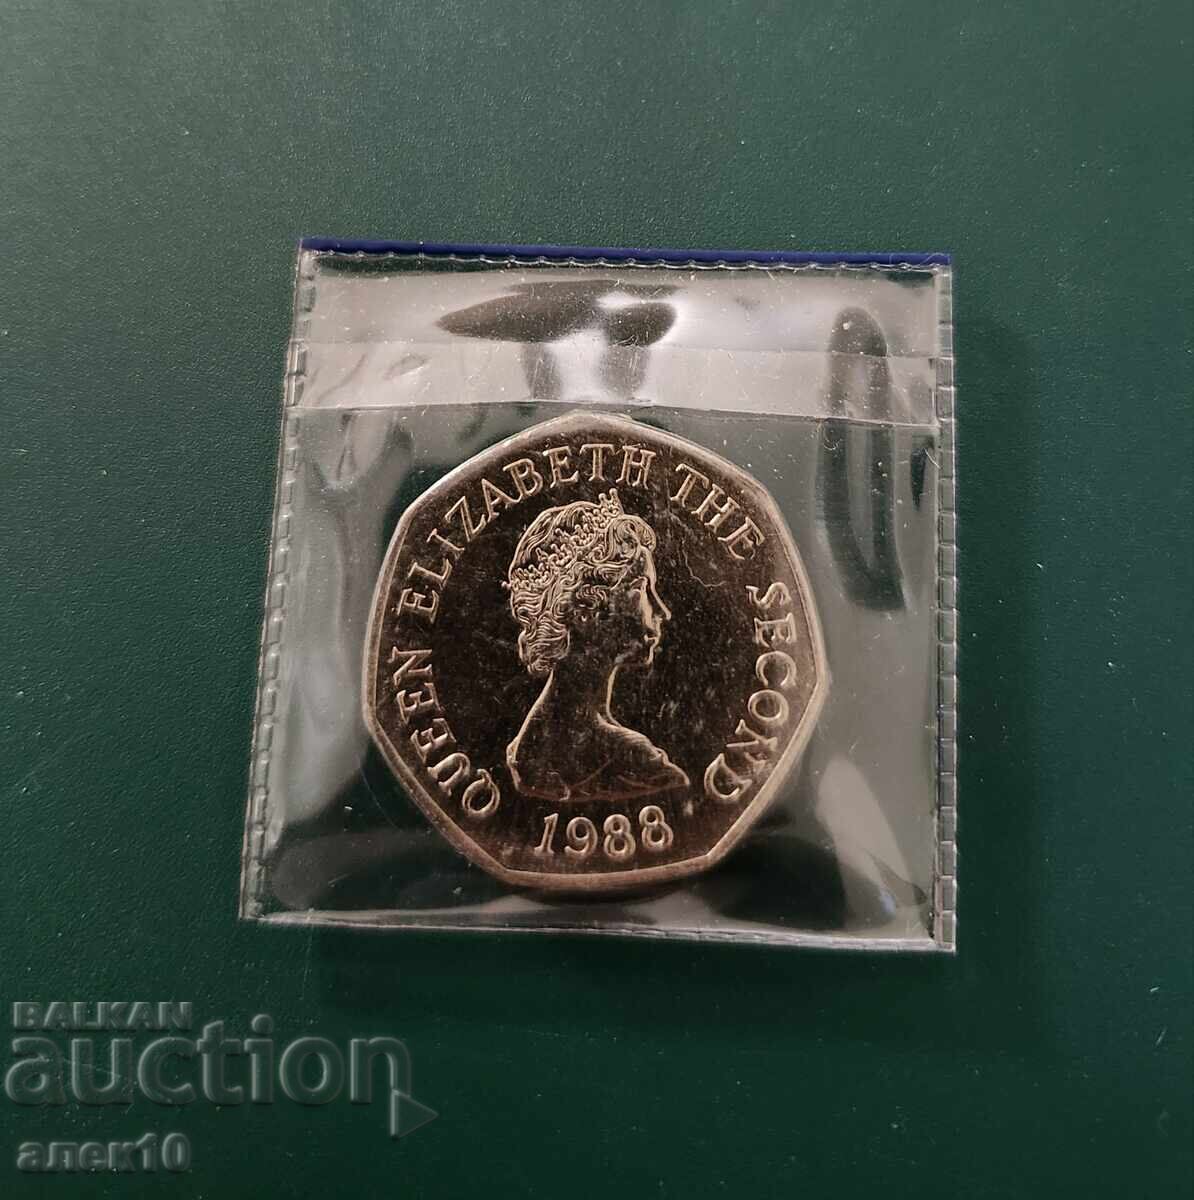 QUEEN ELIZABETH THE SECOND
1988
BALKAN
auction
алек10